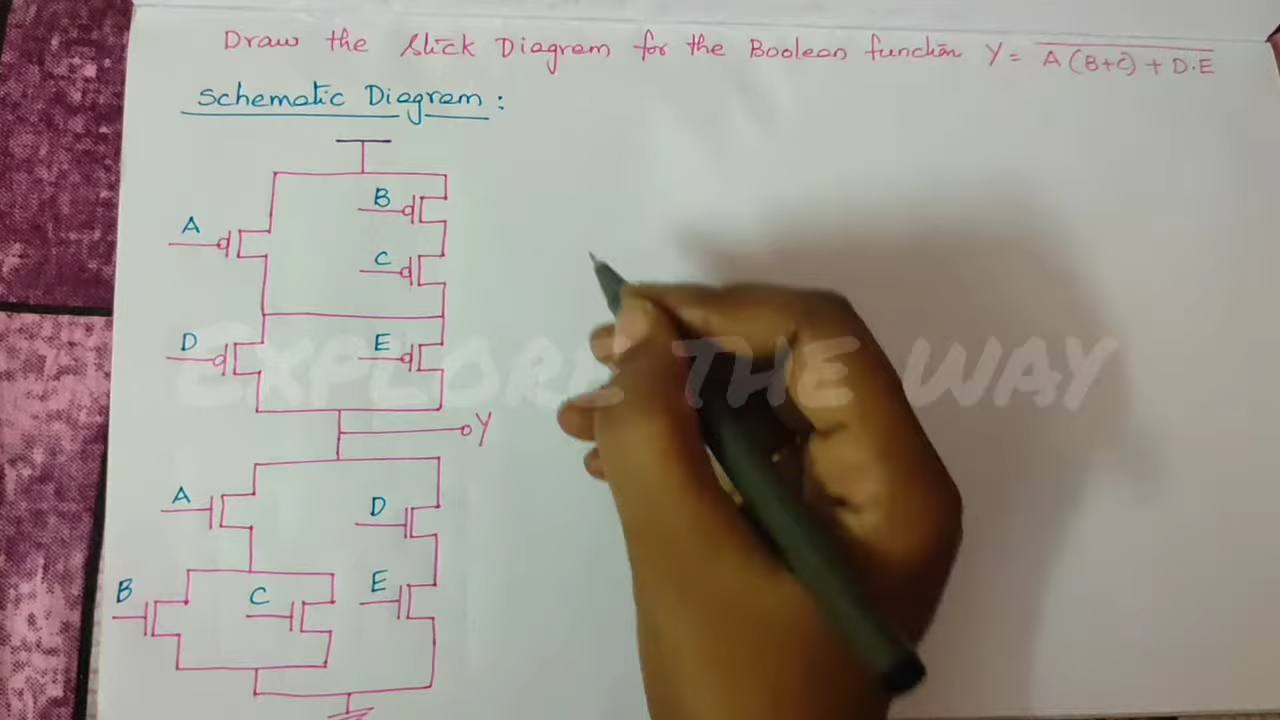 Draw the Stick Diagram for the Boolean function Y = A(B+C) + D.E
Schematic Diagram :
B
A
C
D
E
EXPLORE THE WAY
Y
A
D
B
C
E